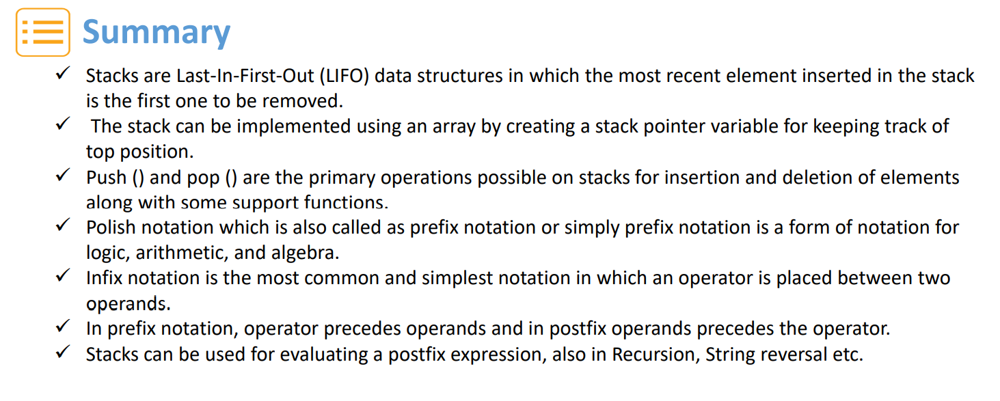 Summary
✓ Stacks are Last-In-First-Out (LIFO) data structures in which the most recent element inserted in the stack
is the first one to be removed.
✓ The stack can be implemented using an array by creating a stack pointer variable for keeping track of
top position.
✓ Push () and pop () are the primary operations possible on stacks for insertion and deletion of elements
along with some support functions.
✓ Polish notation which is also called as prefix notation or simply prefix notation is a form of notation for
logic, arithmetic, and algebra.
✓ Infix notation is the most common and simplest notation in which an operator is placed between two
operands.
✓ In prefix notation, operator precedes operands and in postfix operands precedes the operator.
✓ Stacks can be used for evaluating a postfix expression, also in Recursion, String reversal etc.